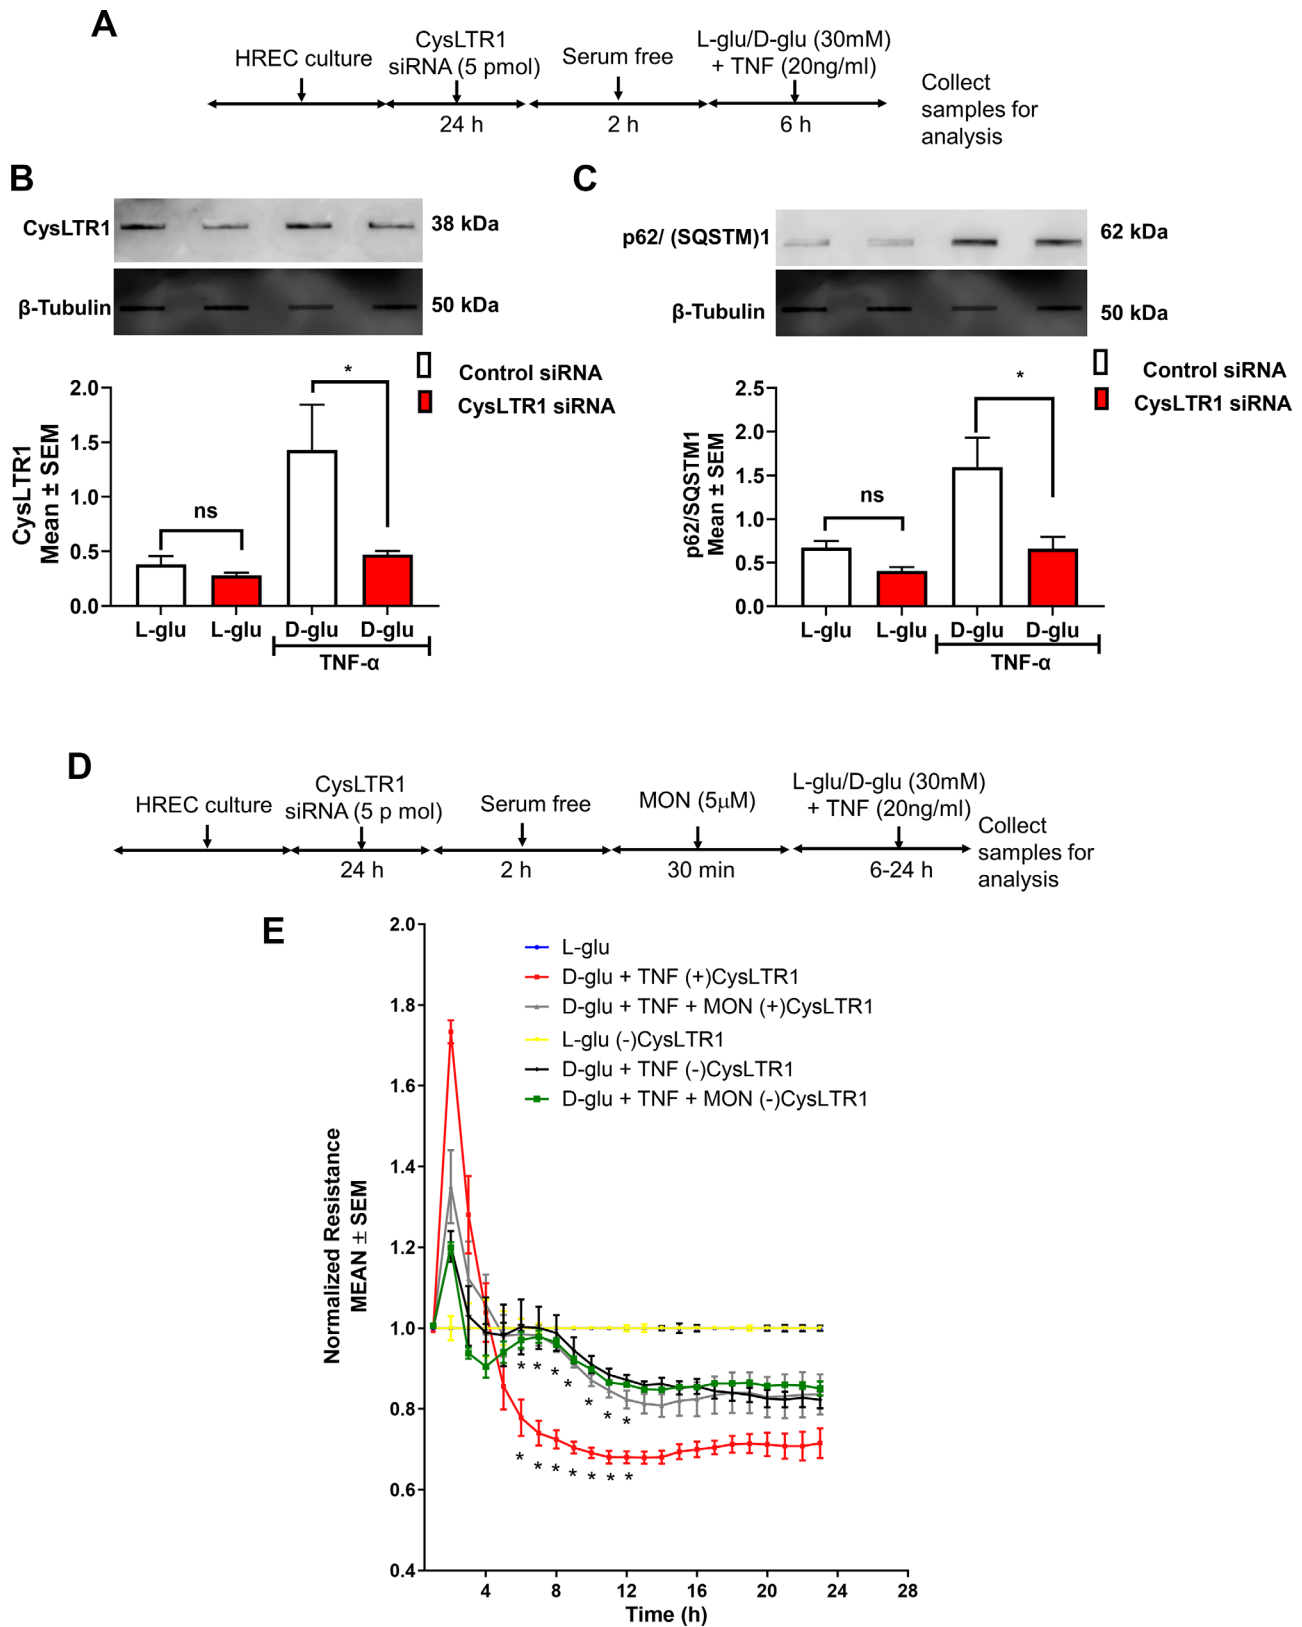 A
HREC culture
CysLTR1
siRNA (5 pmol)
Serum free
L-glu/D-glu (30mM)
+ TNF (20ng/ml)
Collect
samples for
analysis
24 h
2 h
6 h
B
CysLTR1
38 kDa
β-Tubulin
50 kDa
Control siRNA
CysLTR1 siRNA
CysLTR1
Mean ± SEM
2.0
1.5
1.0
0.5
0.0
ns
*
L-glu
L-glu
D-glu
D-glu
TNF-α
C
p62/ (SQSTM)1
62 kDa
β-Tubulin
50 kDa
Control siRNA
CysLTR1 siRNA
p62/SQSTM1
Mean ± SEM
2.5
2.0
1.5
1.0
0.5
0.0
ns
*
L-glu
L-glu
D-glu
D-glu
TNF-α
D
HREC culture
CysLTR1
siRNA (5 p mol)
Serum free
MON (5μM)
L-glu/D-glu (30mM)
+ TNF (20ng/ml)
Collect
samples for
analysis
24 h
2 h
30 min
6-24 h
E
L-glu
D-glu + TNF (+)CysLTR1
D-glu + TNF + MON (+)CysLTR1
L-glu (-)CysLTR1
D-glu + TNF (-)CysLTR1
D-glu + TNF + MON (-)CysLTR1
Normalized Resistance
MEAN ± SEM
2.0
1.8
1.6
1.4
1.2
1.0
0.8
0.6
0.4
* * * * * * *
* * * * * * *
4
8
12
16
20
24
28
Time (h)